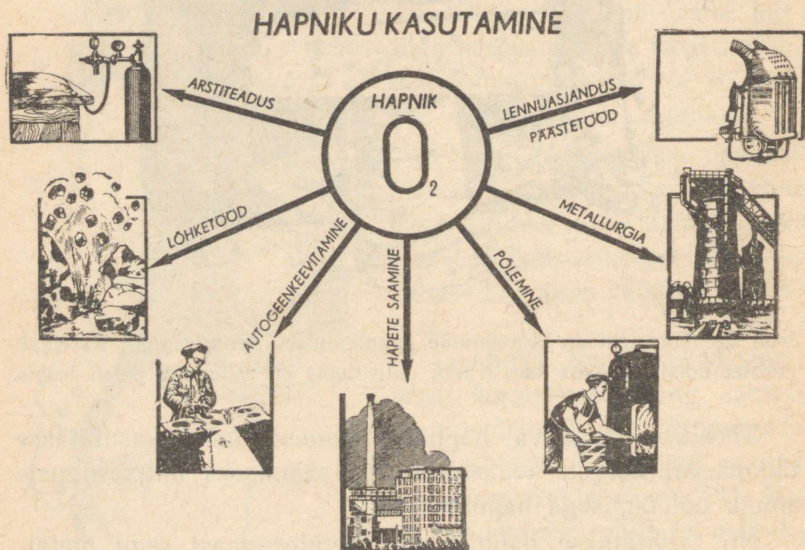 HAPNIKU KASUTAMINE
HAPNIK
O2
ARSTITEADUS
LENNUASJANDUS
PÄÄSTETÖÖD
LÕHKETÖÖD
METALLURGIA
AUTOGEENKEEVITAMINE
HAPETE SAAMINE
PÕLEMINE